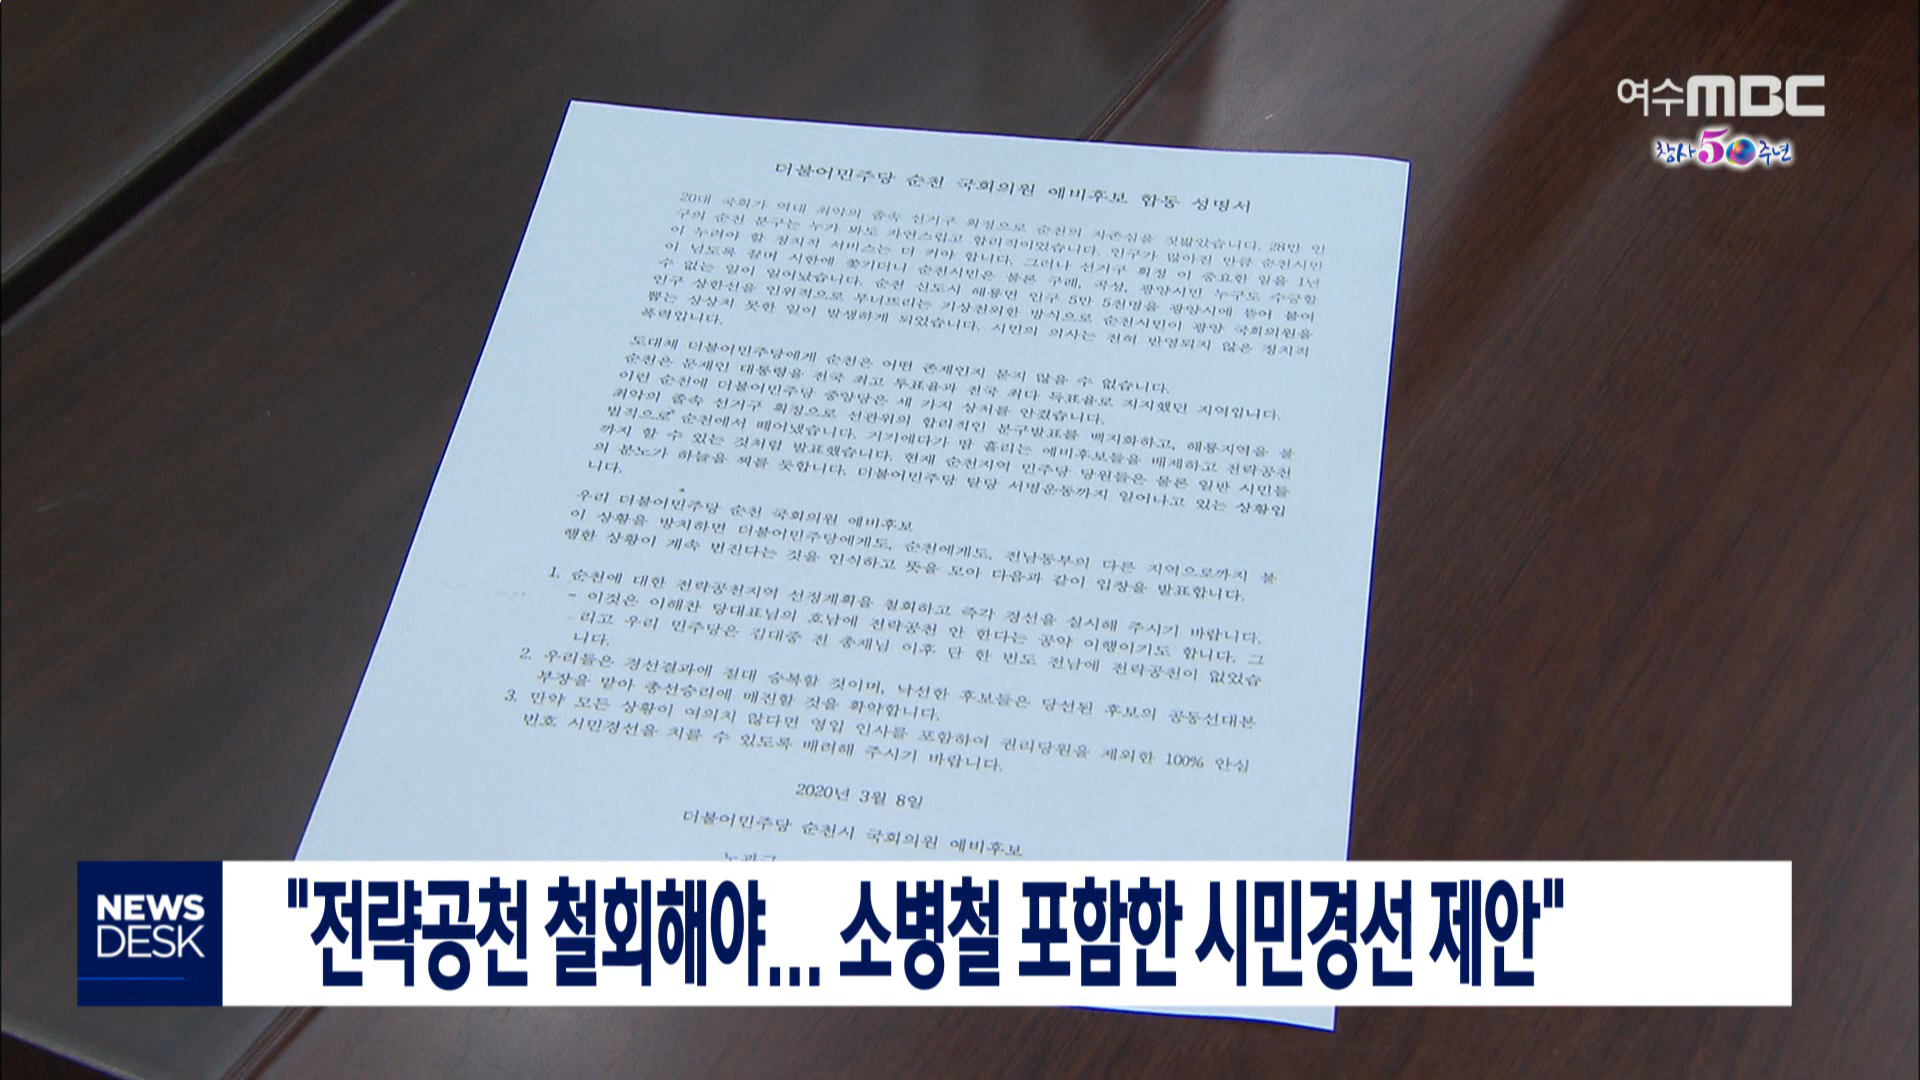 여수MBC
창사50주년
더불어민주당 순천 국회의원 예비후보 합동 성명서
20대 국회가 역대 최악의 졸속 선거구 획정으로 순천의 자존심을 짓밟았습니다. 28만 인
구의 순천 분구는 누가 봐도 자연스럽고 합리적이었습니다. 인구가 많아진 만큼 순천시민
이 누려야 할 정치적 서비스는 더 커야 합니다. 그러나 선거구 획정 이 중요한 일을 1년
이 넘도록 끌며 시한에 쫓기더니 순천시민은 물론 구례, 곡성, 광양시민 누구도 수긍할
수 없는 일이 일어났습니다. 순천 신도시 해룡면 인구 5만 5천명을 광양시에 뜯어 붙여
인구 상한선을 인위적으로 무너뜨리는 기상천외한 방식으로 순천시민이 광양 국회의원을
뽑는 상상치 못한 일이 발생하게 되었습니다. 시민의 의사는 전혀 반영되지 않은 정치적
폭력입니다.
도대체 더불어민주당에게 순천은 어떤 존재인지 묻지 않을 수 없습니다.
순천은 문재인 대통령을 전국 최고 투표율과 전국 최다 득표율로 지지했던 지역입니다.
이런 순천에 더불어민주당 중앙당은 세 가지 상처를 안겼습니다.
최악의 졸속 선거구 획정으로 선관위의 합리적인 분구발표를 백지화하고, 해룡지역을 불
법적으로 순천에서 떼어냈습니다. 거기에다가 땀 흘리는 예비후보들을 배제하고 전략공천
까지 할 수 있는 것처럼 발표했습니다. 현재 순천지역 민주당 당원들은 물론 일반 시민들
의 분노가 하늘을 찌를 듯합니다. 더불어민주당 탈당 서명운동까지 일어나고 있는 상황입
니다.
우리 더불어민주당 순천 국회의원 예비후보
이 상황을 방치하면 더불어민주당에게도, 순천에게도, 전남동부의 다른 지역으로까지 불
행한 상황이 계속 번진다는 것을 인식하고 뜻을 모아 다음과 같이 입장을 발표합니다.
1. 순천에 대한 전략공천지역 선정계획을 철회하고 즉각 경선을 실시해 주시기 바랍니다.
- 이것은 이해찬 당대표님의 호남에 전략공천 안 한다는 공약 이행이기도 합니다. 그
리고 우리 민주당은 김대중 전 총재님 이후 단 한 번도 전남에 전략공천이 없었습
니다.
2. 우리들은 경선결과에 절대 승복할 것이며, 낙선한 후보들은 당선된 후보의 공동선대본
부장을 맡아 총선승리에 매진할 것을 확약합니다.
3. 만약 모든 상황이 여의치 않다면 영입 인사를 포함하여 권리당원을 제외한 100% 안심
번호 시민경선을 치를 수 있도록 배려해 주시기 바랍니다.
2020년 3월 8일
더불어민주당 순천시 국회의원 예비후보
NEWS
DESK
"전략공천 철회해야... 소병철 포함한 시민경선 제안"